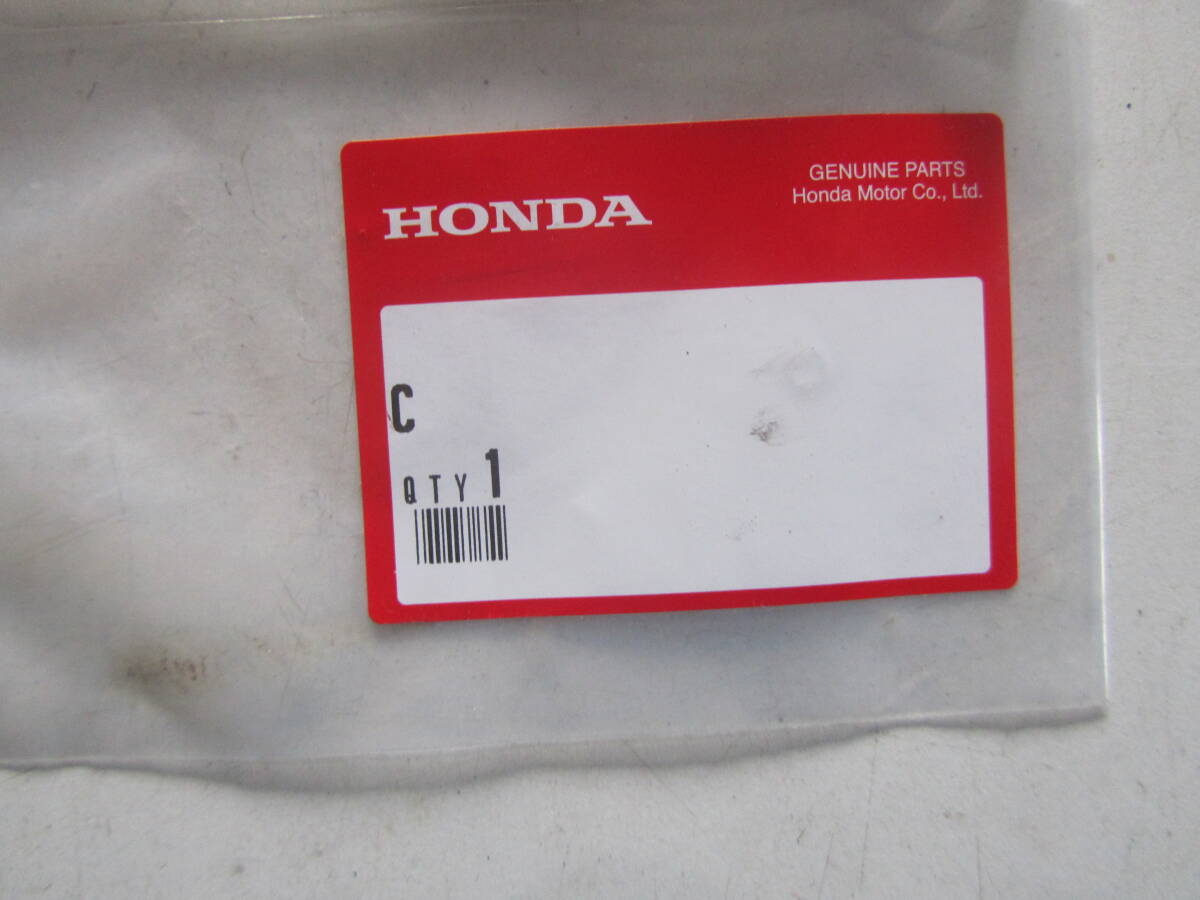 HONDA
GENUINE PARTS
Honda Motor Co., Ltd.
C
QTY 1